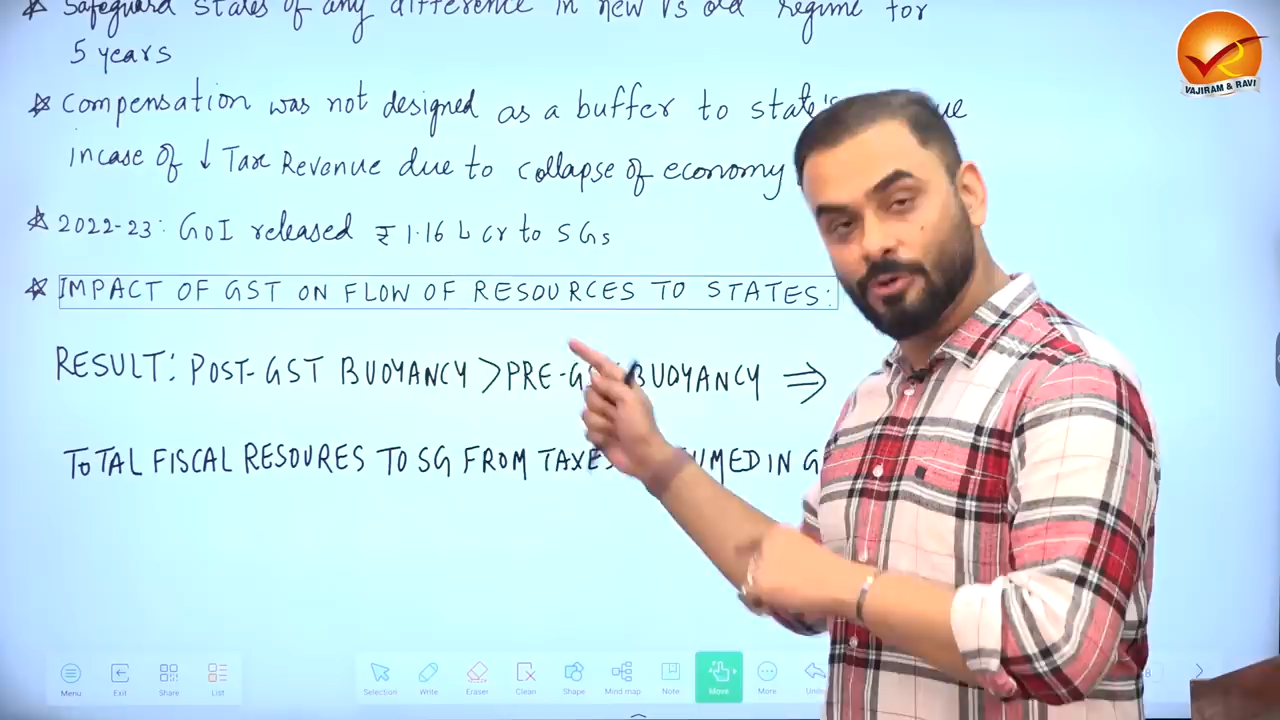 ☆ Safeguard states of any difference in new vs old regime for
5 years
☆ Compensation was not designed as a buffer to state's
incase of ↓ Tax Revenue due to collapse of economy
☆ 2022-23: GoI released ₹ 1.16 L Cr to SGs
☆ IMPACT OF GST ON FLOW OF RESOURCES TO STATES:
RESULT: POST-GST BUOYANCY > PRE-GST BUOYANCY ⇒
TOTAL FISCAL RESOURES TO SG FROM TAXES IN
VAJIRAM & RAVI
Menu
Exit
Share
List
Selection
Write
Eraser
Clean
Shape
Mind map
Note
Move
More
8